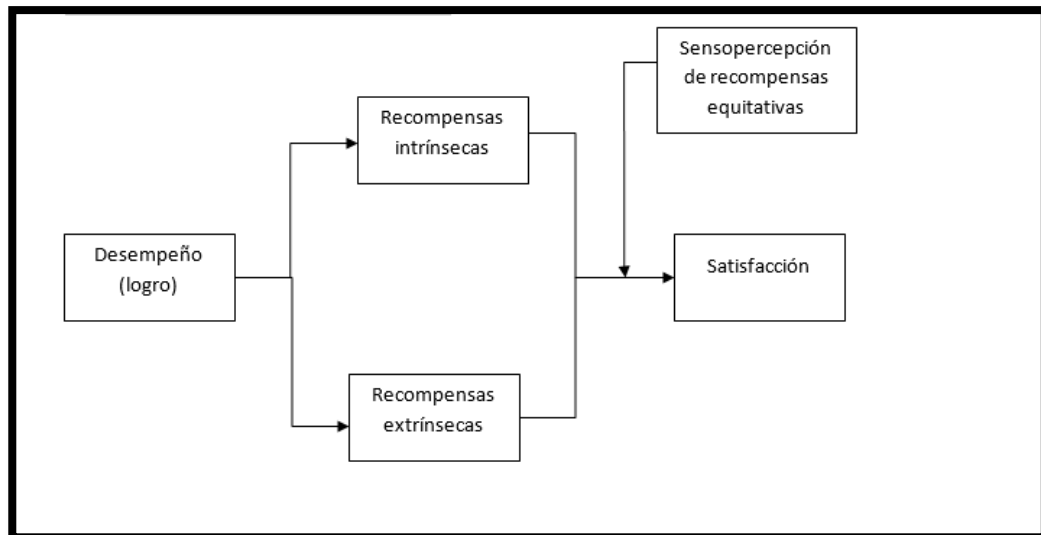 Sensopercepción
de recompensas
equitativas
Recompensas
intrínsecas
Desempeño
(logro)
Satisfacción
Recompensas
extrínsecas